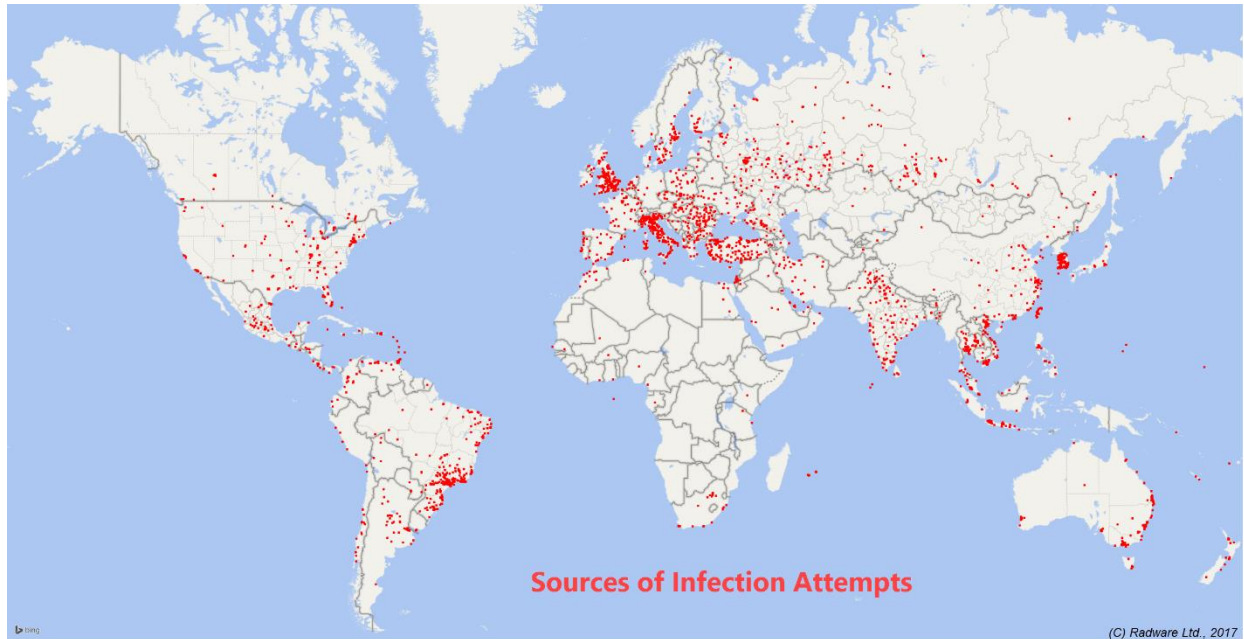 Sources of Infection Attempts
bing
(C) Radware Ltd., 2017